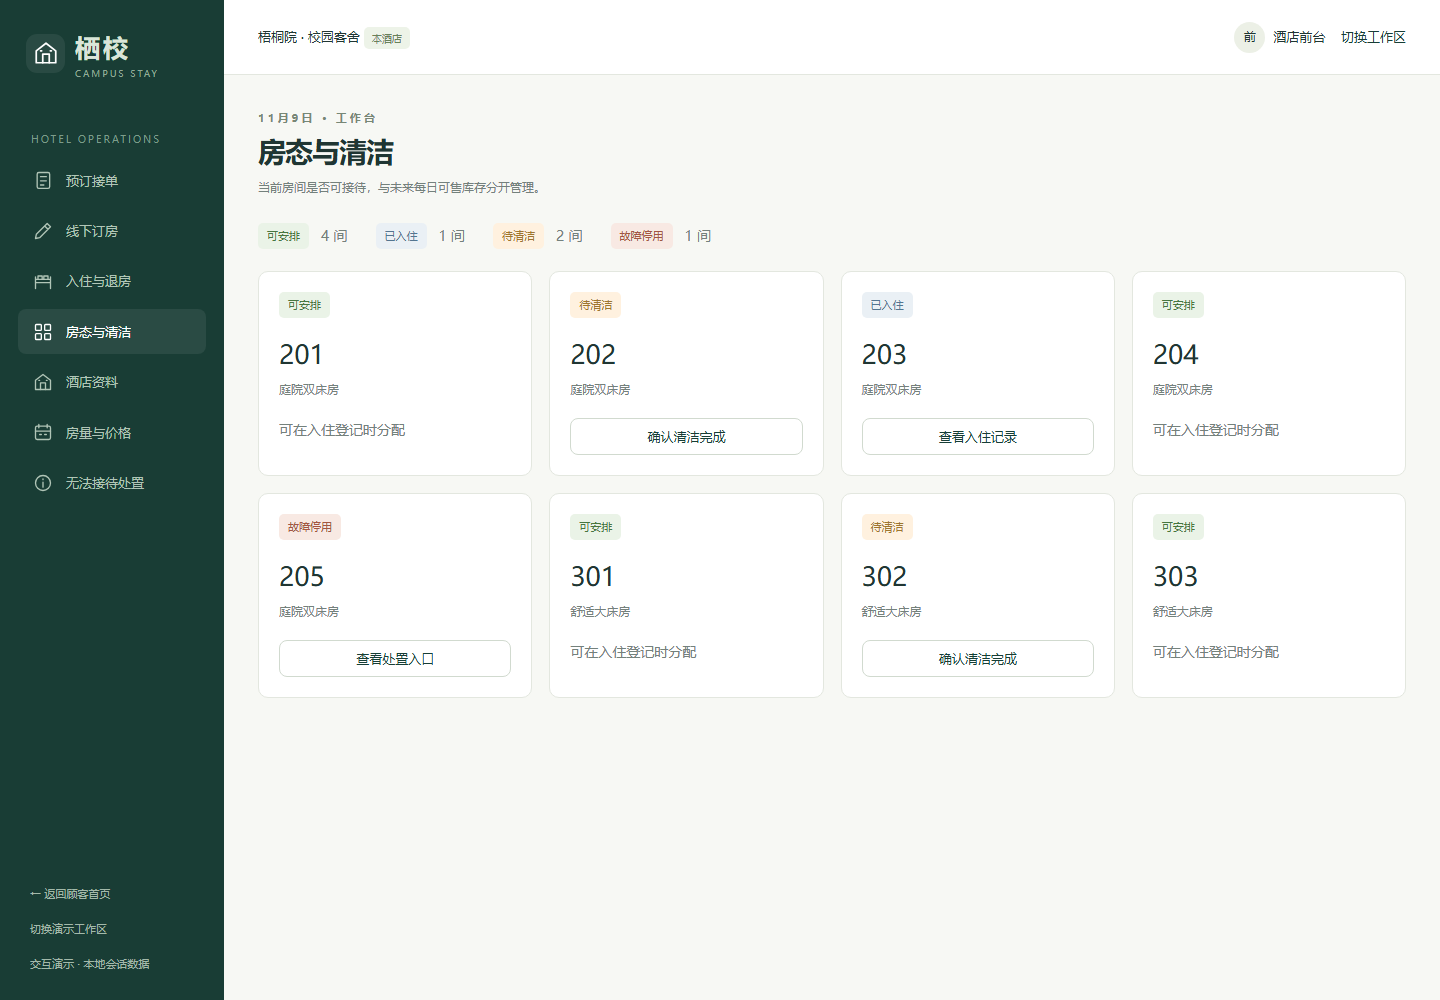 栖校
CAMPUS STAY
HOTEL OPERATIONS
预订接单
线下订房
入住与退房
房态与清洁
酒店资料
房量与价格
无法接待处置
← 返回顾客首页
切换演示工作区
交互演示 · 本地会话数据
梧桐院 · 校园客舍 本酒店
前 酒店前台 切换工作区
11月9日 • 工作台
房态与清洁
当前房间是否可接待，与未来每日可售库存分开管理。
可安排 4 间 已入住 1 间 待清洁 2 间 故障停用 1 间
可安排
201
庭院双床房
可在入住登记时分配
待清洁
202
庭院双床房
确认清洁完成
已入住
203
庭院双床房
查看入住记录
可安排
204
庭院双床房
可在入住登记时分配
故障停用
205
庭院双床房
查看处置入口
可安排
301
舒适大床房
可在入住登记时分配
待清洁
302
舒适大床房
确认清洁完成
可安排
303
舒适大床房
可在入住登记时分配